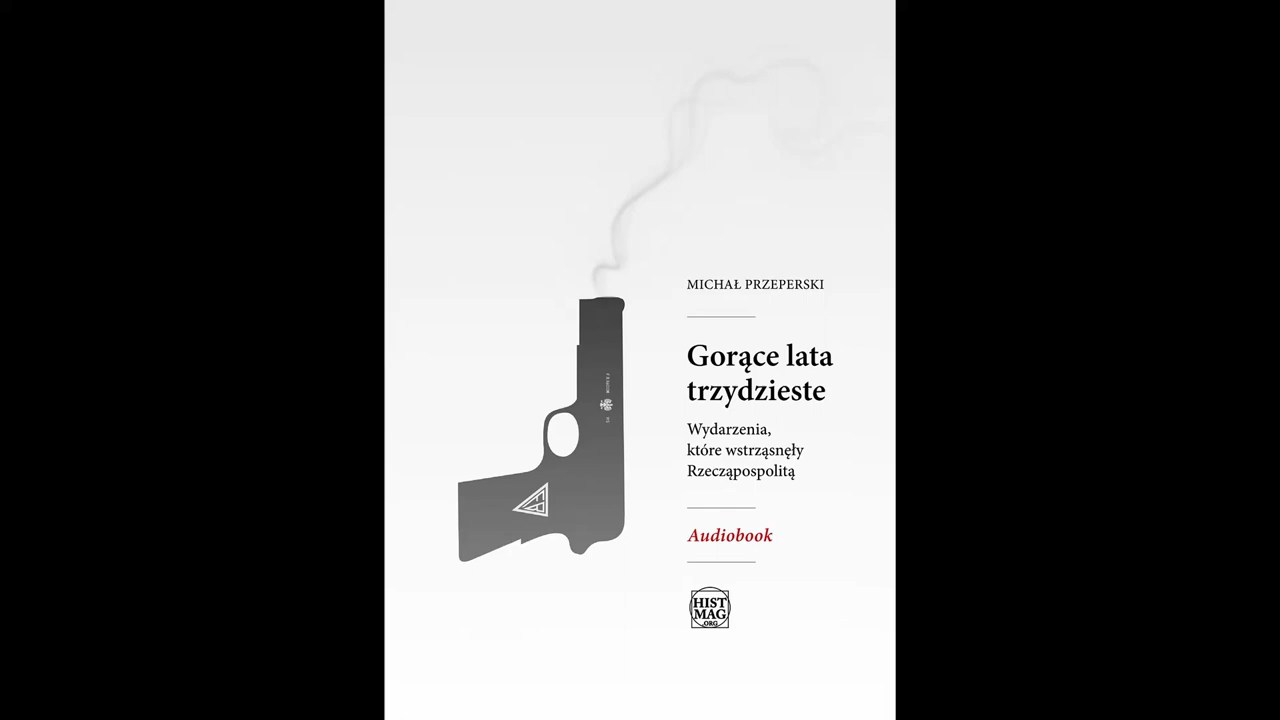 MICHAŁ PRZEPERSKI
Gorące lata
trzydzieste
Wydarzenia,
które wstrząsnęły
Rzecząpospolitą
Audiobook
HIST
MAG
.ORG